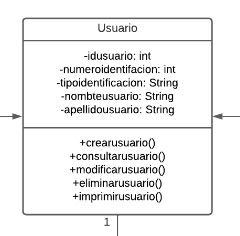 Usuario
-idusuario: int
-numeroidentifacion: int
-tipoidentificacion: String
-nombteusuario: String
-apellidousuario: String
+crearusuario()
+consultarusuario()
+modificarusuario()
+eliminarusuario()
+imprimirusuario()
1